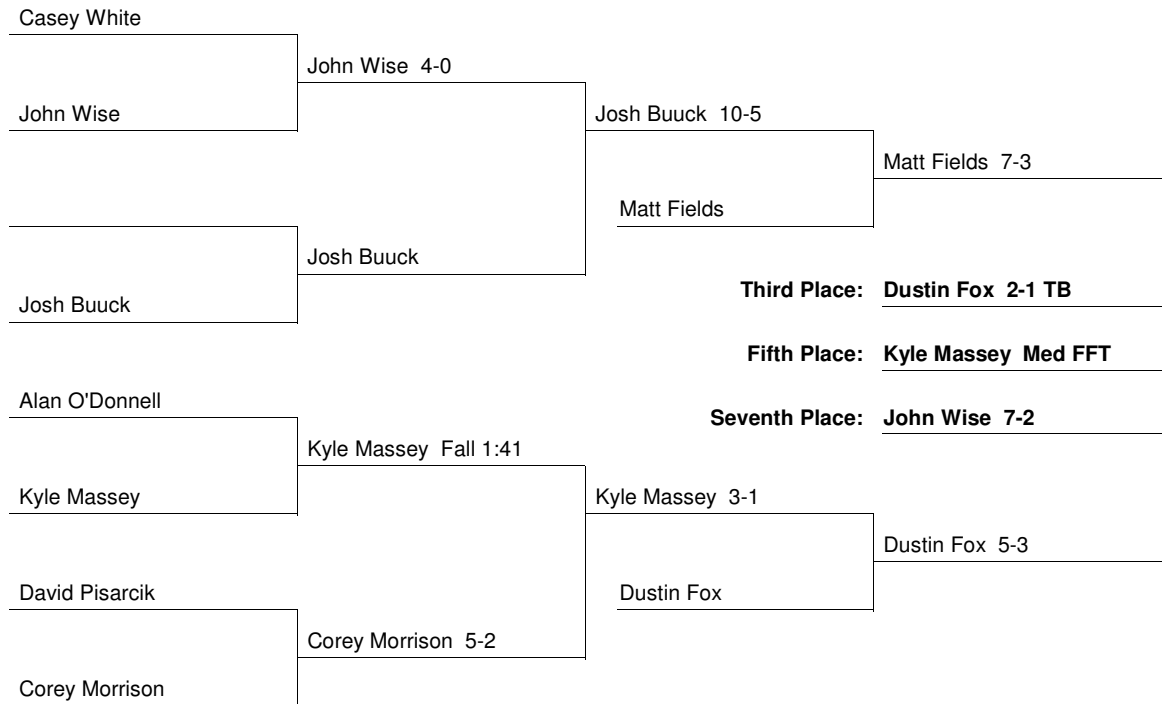 Casey White
John Wise 4-0
John Wise
Josh Buuck 10-5
Matt Fields 7-3
Matt Fields
Josh Buuck
Third Place: Dustin Fox 2-1 TB
Josh Buuck
Fifth Place: Kyle Massey Med FFT
Alan O'Donnell
Seventh Place: John Wise 7-2
Kyle Massey Fall 1:41
Kyle Massey
Kyle Massey 3-1
Dustin Fox 5-3
David Pisarcik
Dustin Fox
Corey Morrison 5-2
Corey Morrison